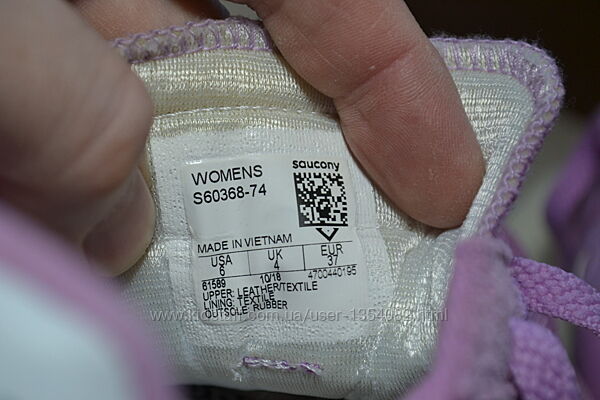 WOMENS
S60368-74
saucony
MADE IN VIETNAM
USA UK EUR
6 4 37
61589 10/18 4700440195
UPPER: LEATHER/TEXTILE
LINING: TEXTILE
OUTSOLE: RUBBER